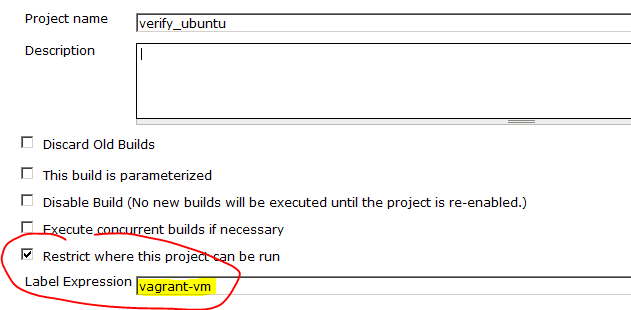 Project name verify_ubuntu
Description
Discard Old Builds
This build is parameterized
Disable Build (No new builds will be executed until the project is re-enabled.)
Execute concurrent builds if necessary
Restrict where this project can be run
Label Expression vagrant-vm